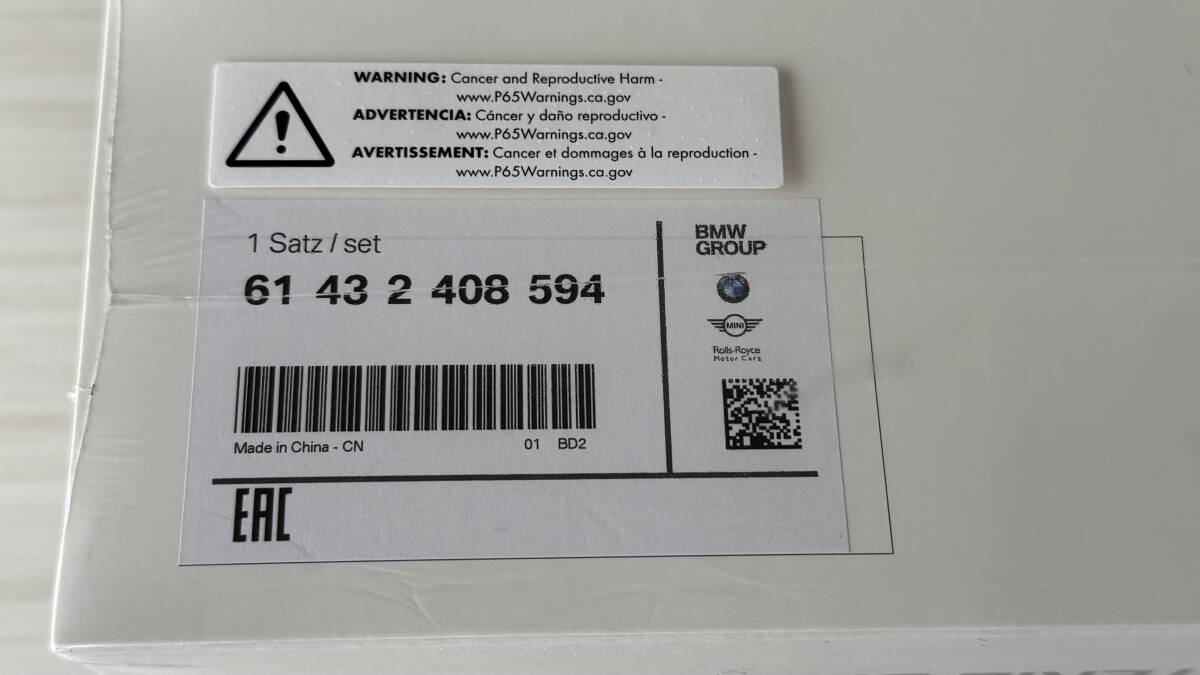 WARNING: Cancer and Reproductive Harm -
www.P65Warnings.ca.gov
ADVERTENCIA: Cáncer y daño reproductivo -
www.P65Warnings.ca.gov
AVERTISSEMENT: Cancer et dommages à la reproduction -
www.P65Warnings.ca.gov
1 Satz / set
61 43 2 408 594
Made in China - CN
01 BD2
BMW
GROUP
MINI
Rolls-Royce
Motor Cars
EAC